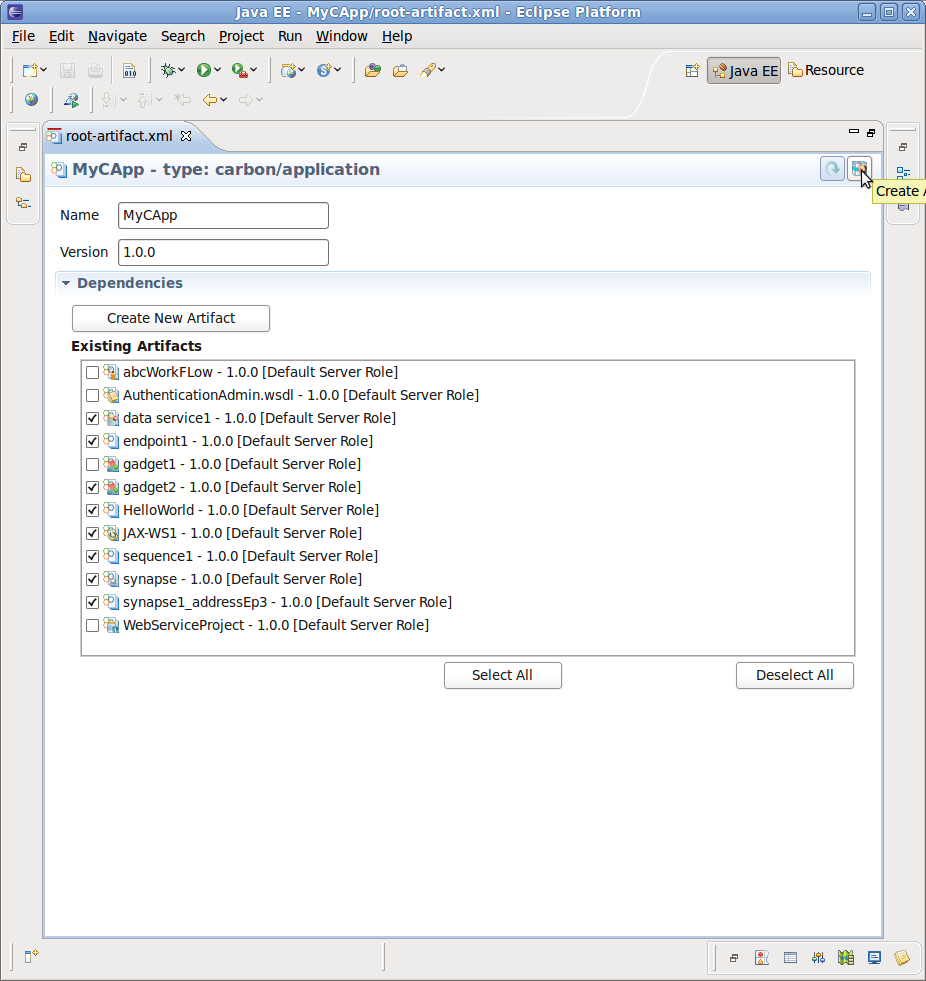 Java EE - MyCApp/root-artifact.xml - Eclipse Platform
File Edit Navigate Search Project Run Window Help
Java EE Resource
root-artifact.xml
MyCApp - type: carbon/application
Create A
Name MyCApp
Version 1.0.0
Dependencies
Create New Artifact
Existing Artifacts
abcWorkFLow - 1.0.0 [Default Server Role]
AuthenticationAdmin.wsdl - 1.0.0 [Default Server Role]
data service1 - 1.0.0 [Default Server Role]
endpoint1 - 1.0.0 [Default Server Role]
gadget1 - 1.0.0 [Default Server Role]
gadget2 - 1.0.0 [Default Server Role]
HelloWorld - 1.0.0 [Default Server Role]
JAX-WS1 - 1.0.0 [Default Server Role]
sequence1 - 1.0.0 [Default Server Role]
synapse - 1.0.0 [Default Server Role]
synapse1_addressEp3 - 1.0.0 [Default Server Role]
WebServiceProject - 1.0.0 [Default Server Role]
Select All Deselect All